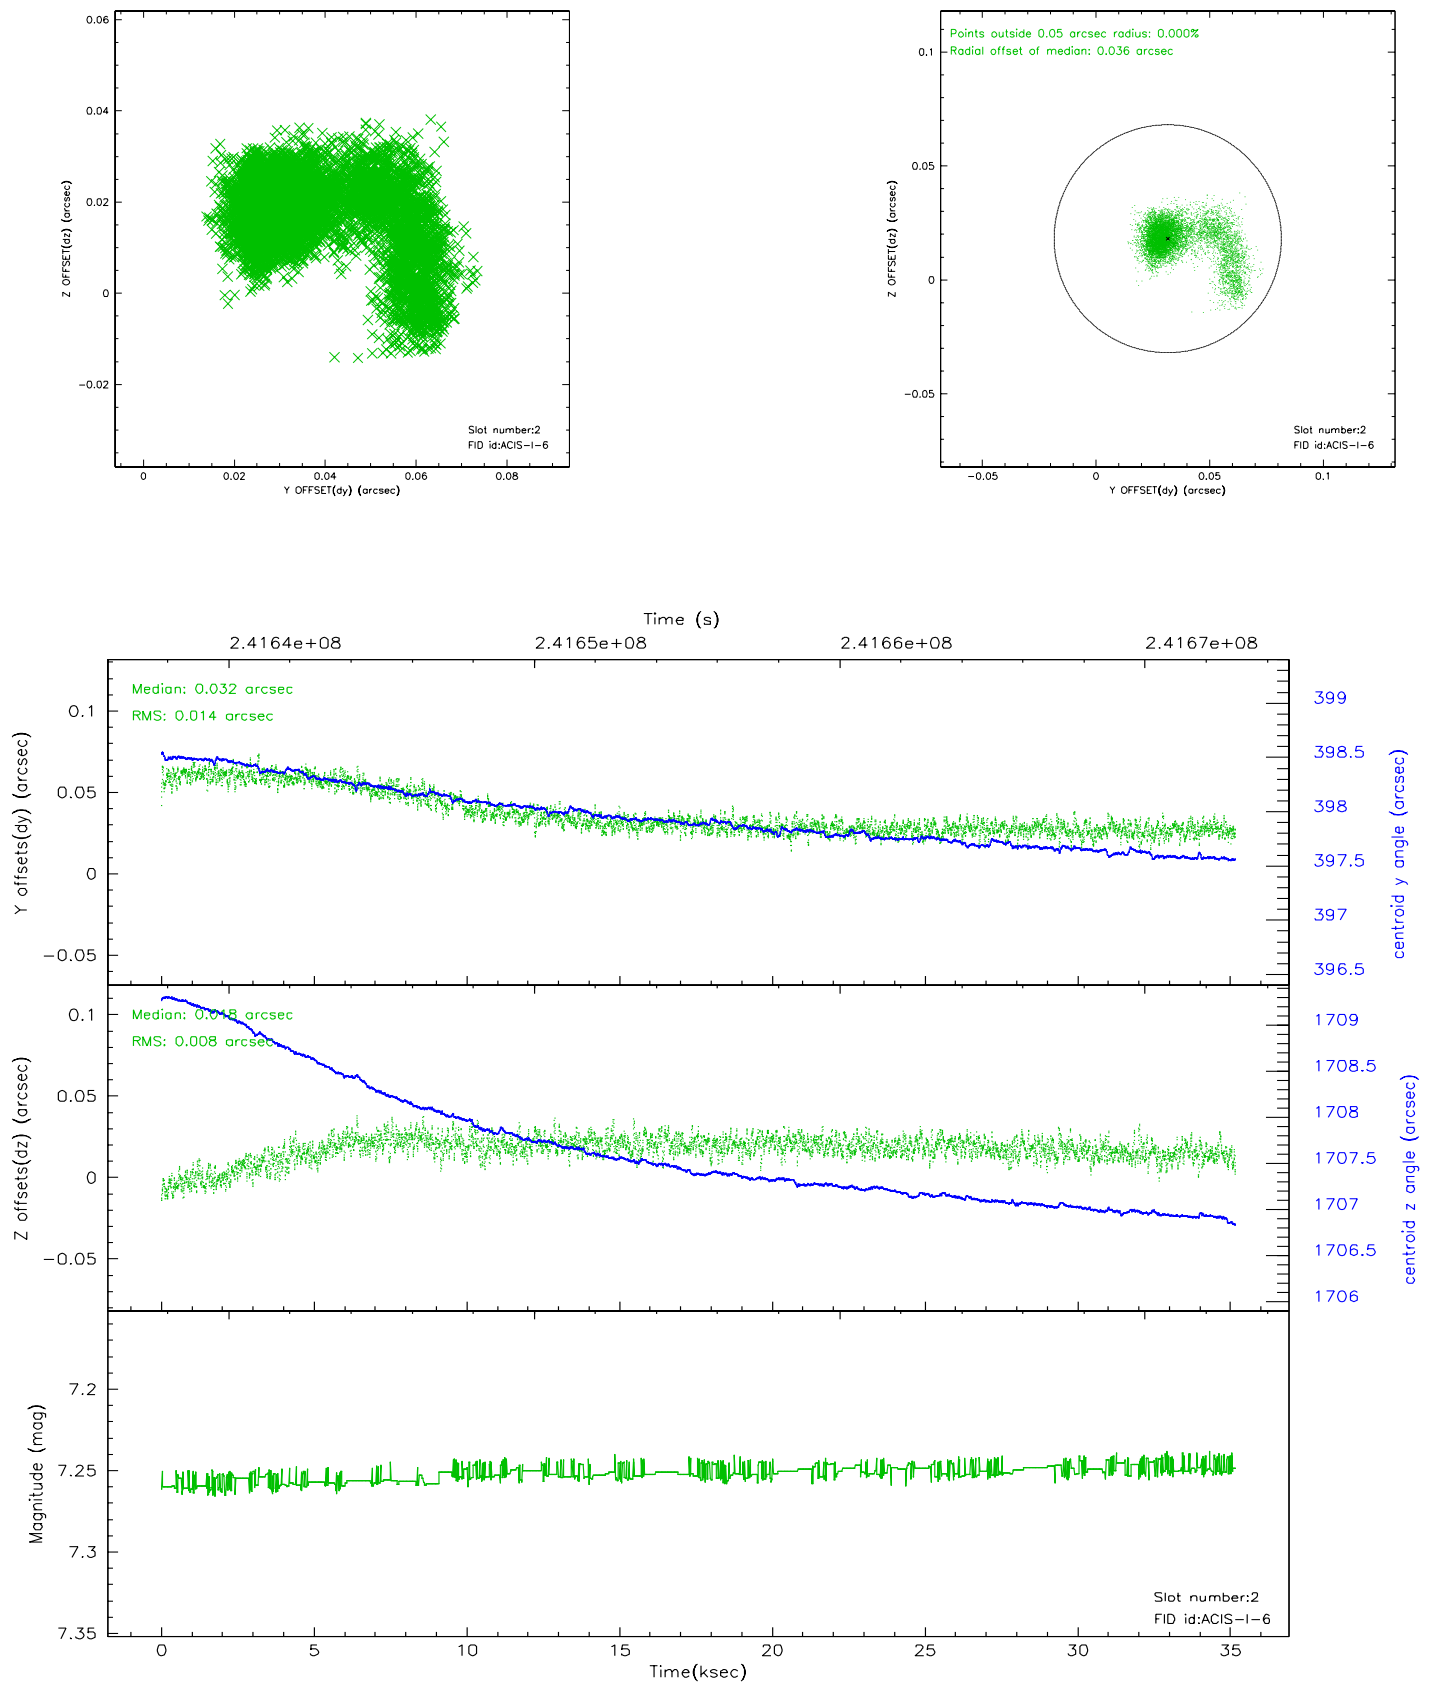 0.06
0.04
0.02
0
−0.02
Z OFFSET(dz) (arcsec)
0
0.02
0.04
0.06
0.08
Y OFFSET(dy) (arcsec)
Slot number:2
FID id:ACIS−I−6
Points outside 0.05 arcsec radius: 0.000%
Radial offset of median: 0.036 arcsec
0.1
0.05
0
−0.05
Z OFFSET(dz) (arcsec)
−0.05
0
0.05
0.1
Y OFFSET(dy) (arcsec)
Slot number:2
FID id:ACIS−I−6
Time (s)
2.4164e+08
2.4165e+08
2.4166e+08
2.4167e+08
Median: 0.032 arcsec
RMS: 0.014 arcsec
0.1
0.05
0
−0.05
Y offsets(dy) (arcsec)
399
398.5
398
397.5
397
396.5
centroid y angle (arcsec)
Median: 0.018 arcsec
RMS: 0.008 arcsec
0.1
0.05
0
−0.05
Z offsets(dz) (arcsec)
1709
1708.5
1708
1707.5
1707
1706.5
1706
centroid z angle (arcsec)
7.2
7.25
7.3
7.35
Magnitude (mag)
Slot number:2
FID id:ACIS−I−6
0
5
10
15
20
25
30
35
Time(ksec)